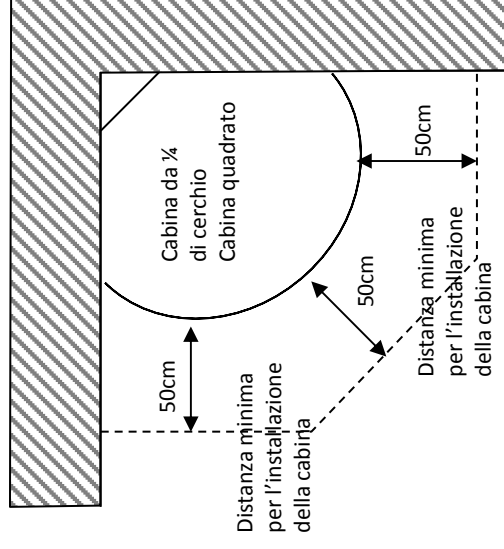 Cabina da ¼
di cerchio
Cabina quadrato
50cm
50cm
50cm
Distanza minima
per l'installazione
della cabina
Distanza minima
per l'installazione
della cabina